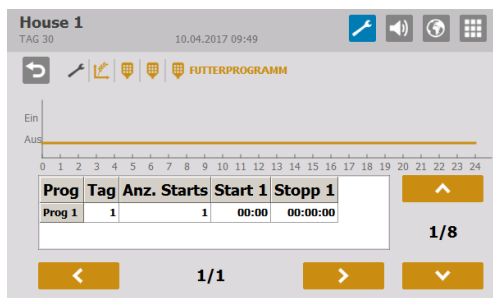 House 1
TAG 30
10.04.2017 09:49
FUTTERPROGRAMM
Ein
Aus
0 1 2 3 4 5 6 7 8 9 10 11 12 13 14 15 16 17 18 19 20 21 22 23 24
Prog Tag Anz. Starts Start 1 Stopp 1
Prog 1 1 1 00:00 00:00:00
1/8
1/1